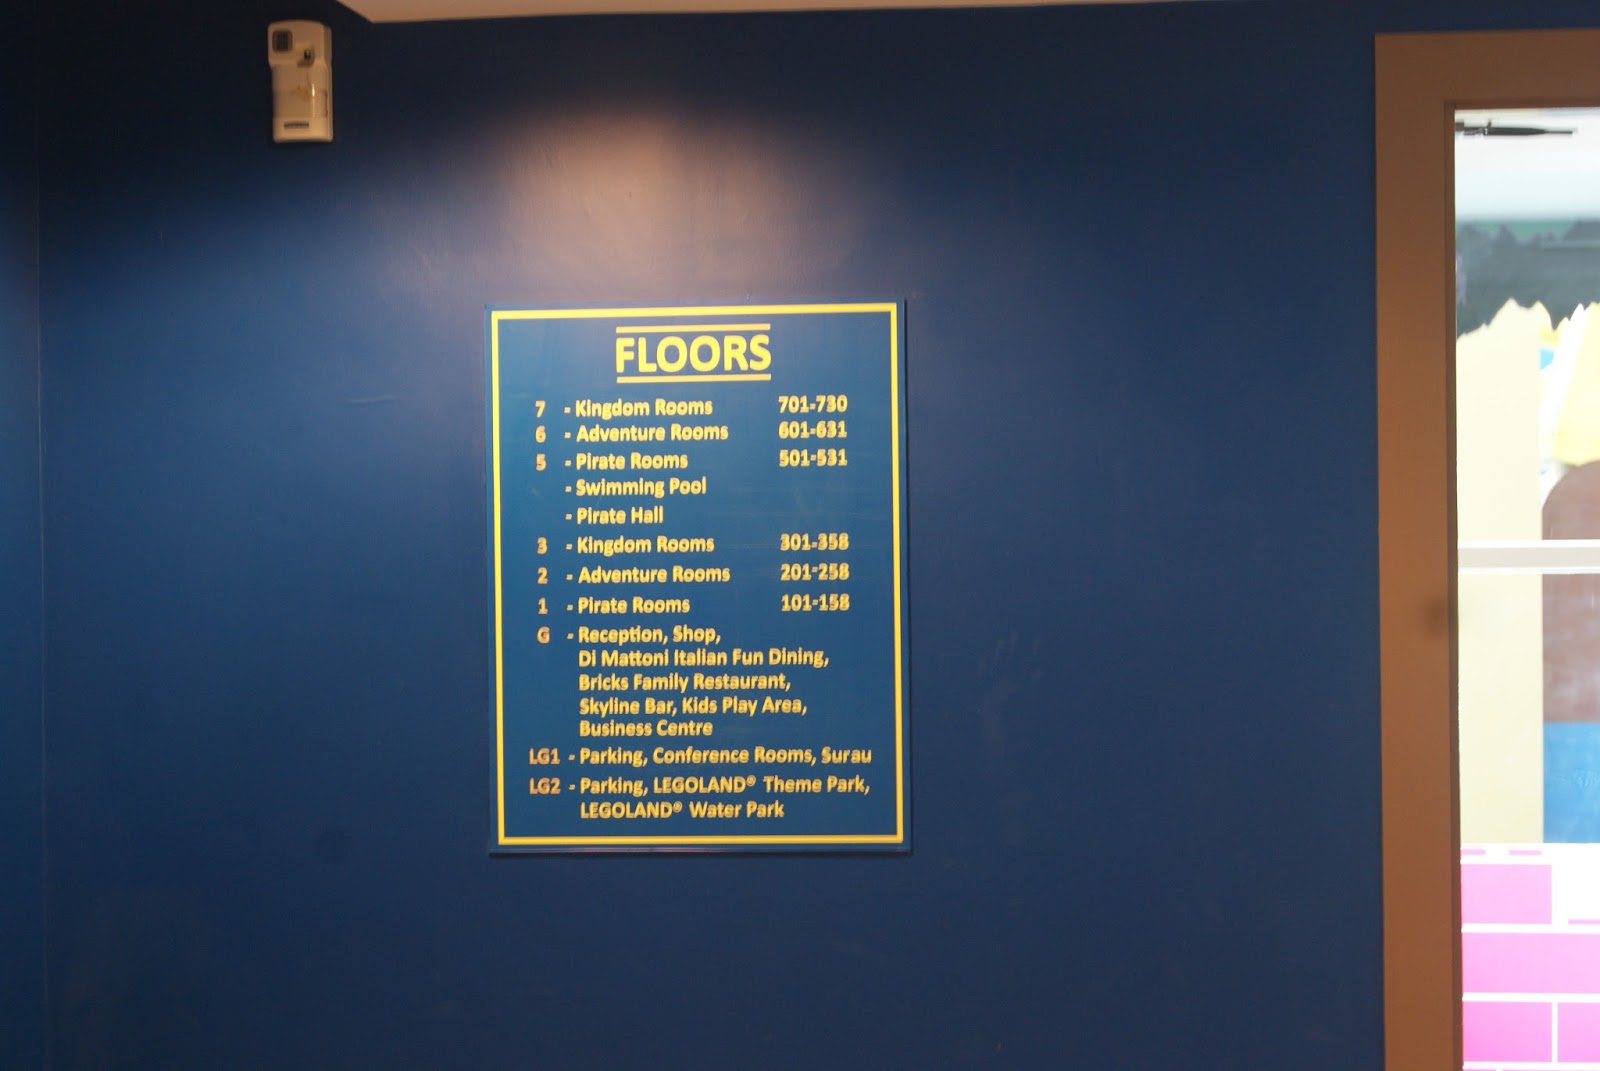 FLOORS
7 - Kingdom Rooms 701-730
6 - Adventure Rooms 601-631
5 - Pirate Rooms 501-531
- Swimming Pool
- Pirate Hall
3 - Kingdom Rooms 301-358
2 - Adventure Rooms 201-258
1 - Pirate Rooms 101-158
G - Reception, Shop,
Di Mattoni Italian Fun Dining,
Bricks Family Restaurant,
Skyline Bar, Kids Play Area,
Business Centre
LG1 - Parking, Conference Rooms, Surau
LG2 - Parking, LEGOLAND® Theme Park,
LEGOLAND® Water Park